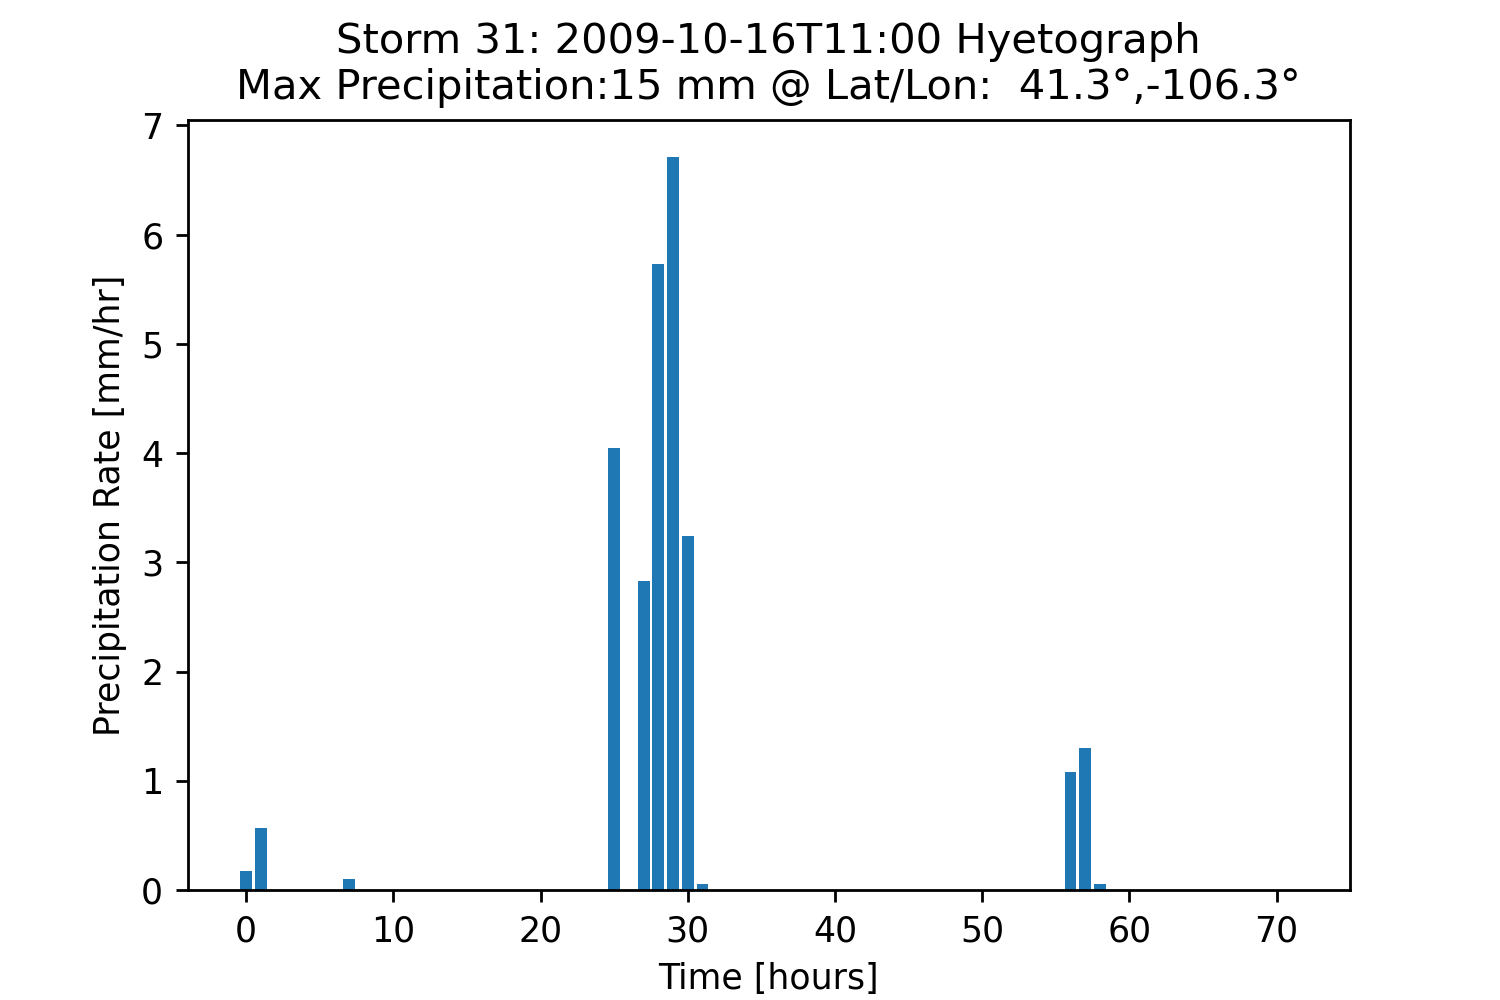 Storm 31: 2009-10-16T11:00 Hyetograph
Max Precipitation:15 mm @ Lat/Lon:  41.3°,-106.3°
7
6
5
4
3
2
1
0
Precipitation Rate [mm/hr]
0 10 20 30 40 50 60 70
Time [hours]